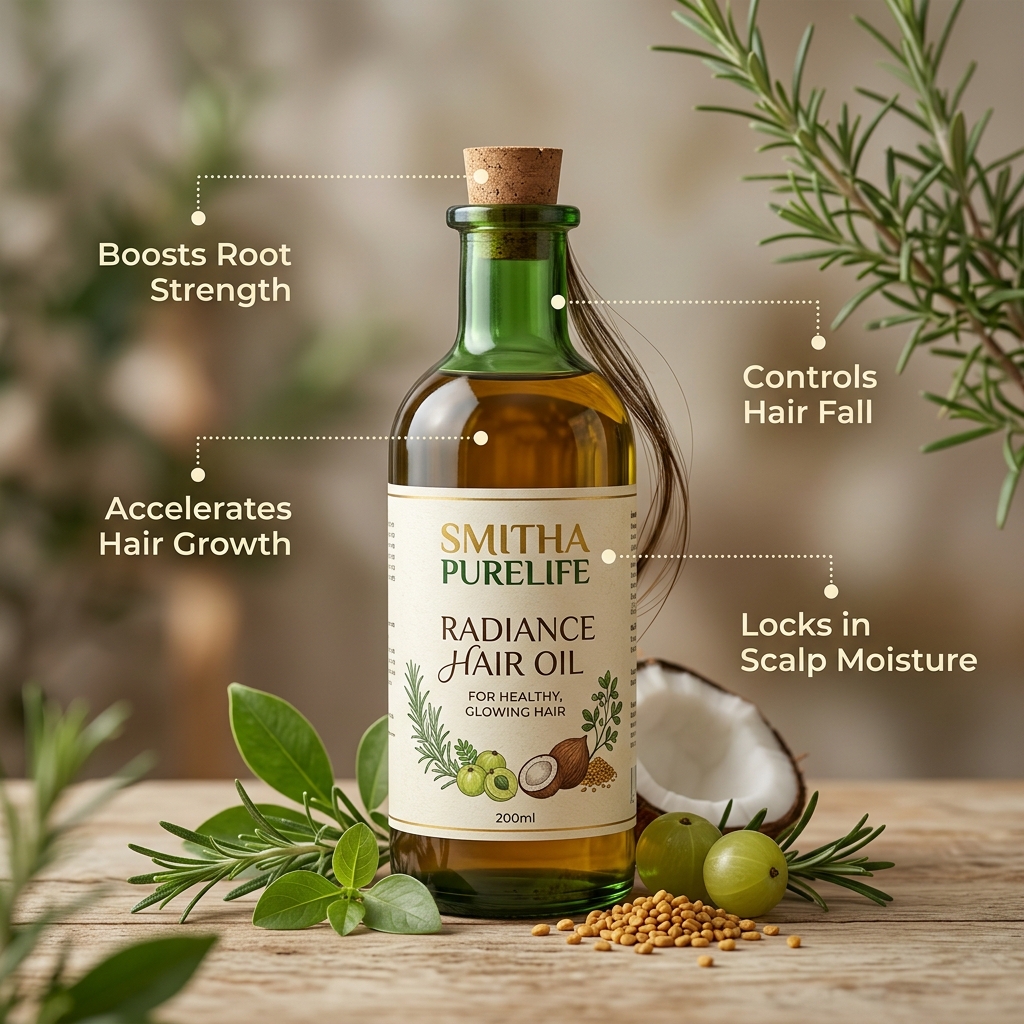 Boosts Root
Strength
Controls
Hair Fall
Accelerates
Hair Growth
Locks in
Scalp Moisture
SMITHA
PURELIFE
RADIANCE
HAIR OIL
FOR HEALTHY,
GLOWING HAIR
200ml